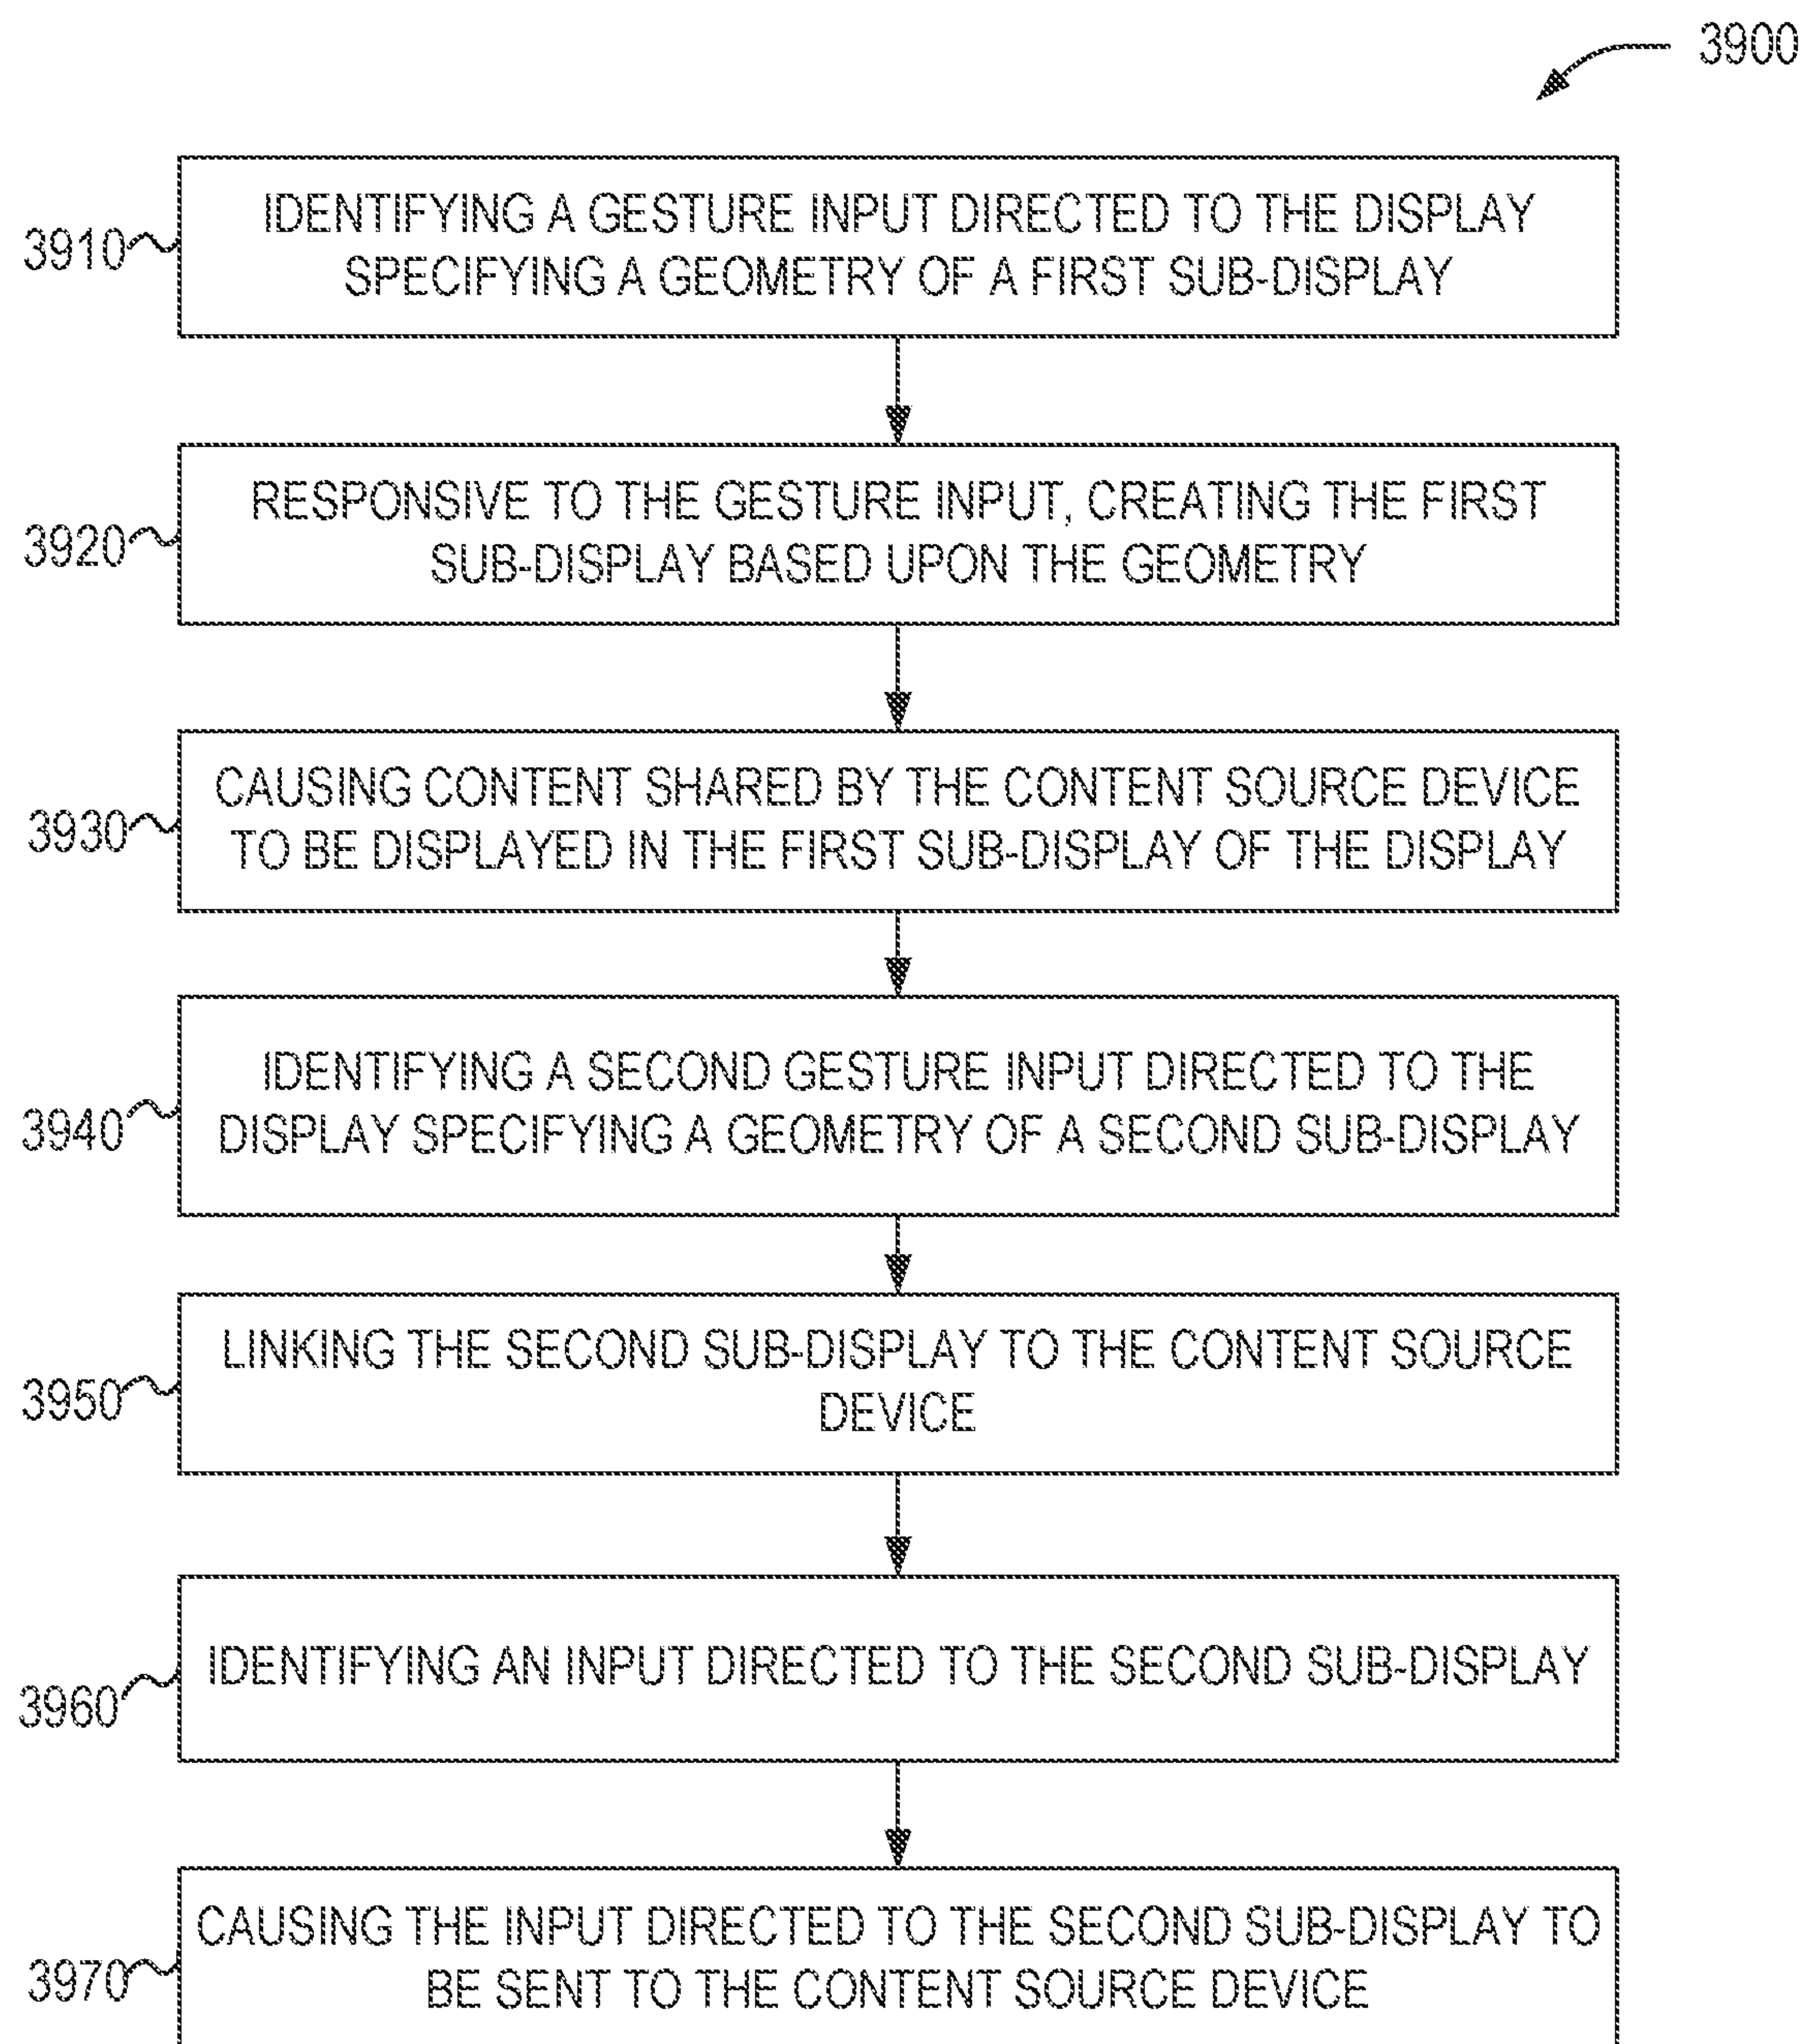 3900
3910
IDENTIFYING A GESTURE INPUT DIRECTED TO THE DISPLAY
SPECIFYING A GEOMETRY OF A FIRST SUB-DISPLAY
3920
RESPONSIVE TO THE GESTURE INPUT, CREATING THE FIRST
SUB-DISPLAY BASED UPON THE GEOMETRY
3930
CAUSING CONTENT SHARED BY THE CONTENT SOURCE DEVICE
TO BE DISPLAYED IN THE FIRST SUB-DISPLAY OF THE DISPLAY
3940
IDENTIFYING A SECOND GESTURE INPUT DIRECTED TO THE
DISPLAY SPECIFYING A GEOMETRY OF A SECOND SUB-DISPLAY
3950
LINKING THE SECOND SUB-DISPLAY TO THE CONTENT SOURCE
DEVICE
3960
IDENTIFYING AN INPUT DIRECTED TO THE SECOND SUB-DISPLAY
3970
CAUSING THE INPUT DIRECTED TO THE SECOND SUB-DISPLAY TO
BE SENT TO THE CONTENT SOURCE DEVICE